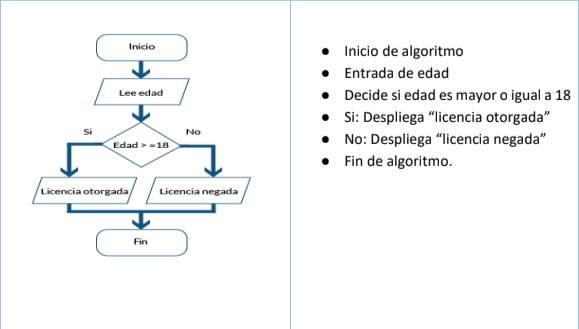 Inicio
Lee edad
Si
No
Edad > =18
Licencia otorgada
Licencia negada
Fin
● Inicio de algoritmo
● Entrada de edad
● Decide si edad es mayor o igual a 18
● Si: Despliega “licencia otorgada”
● No: Despliega “licencia negada”
● Fin de algoritmo.